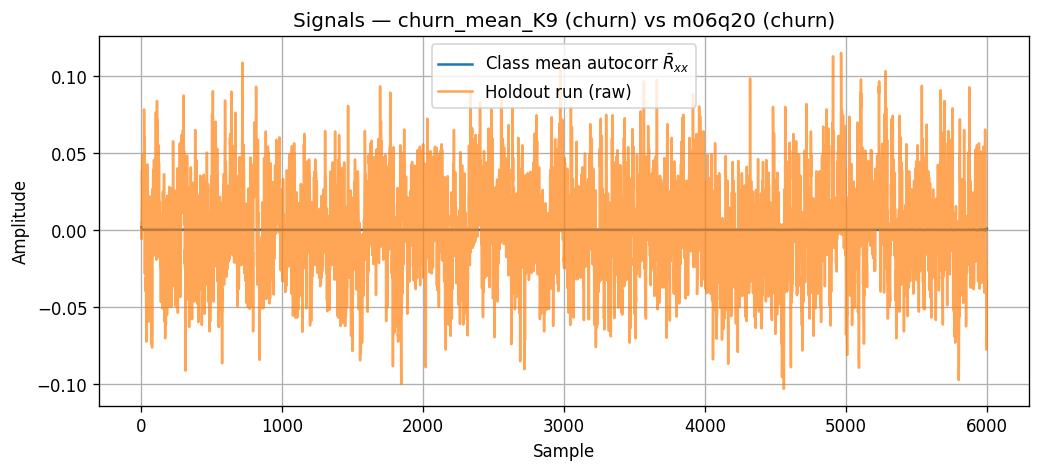 Signals — churn_mean_K9 (churn) vs m06q20 (churn)
Class mean autocorr R̄xx
Holdout run (raw)
Amplitude
0.10
0.05
0.00
−0.05
−0.10
0 1000 2000 3000 4000 5000 6000
Sample